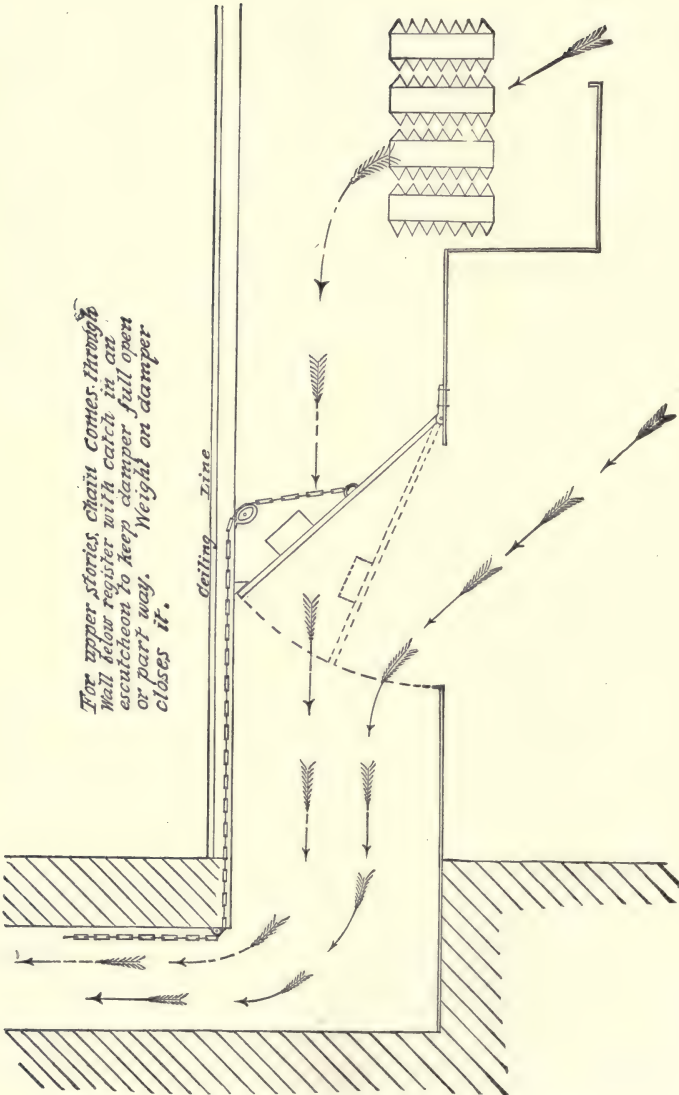 For upper stories, Chain comes through
Wall below register with catch in an
escutcheon to keep damper full open
or part way. Weight on damper
closes it.
Ceiling Line